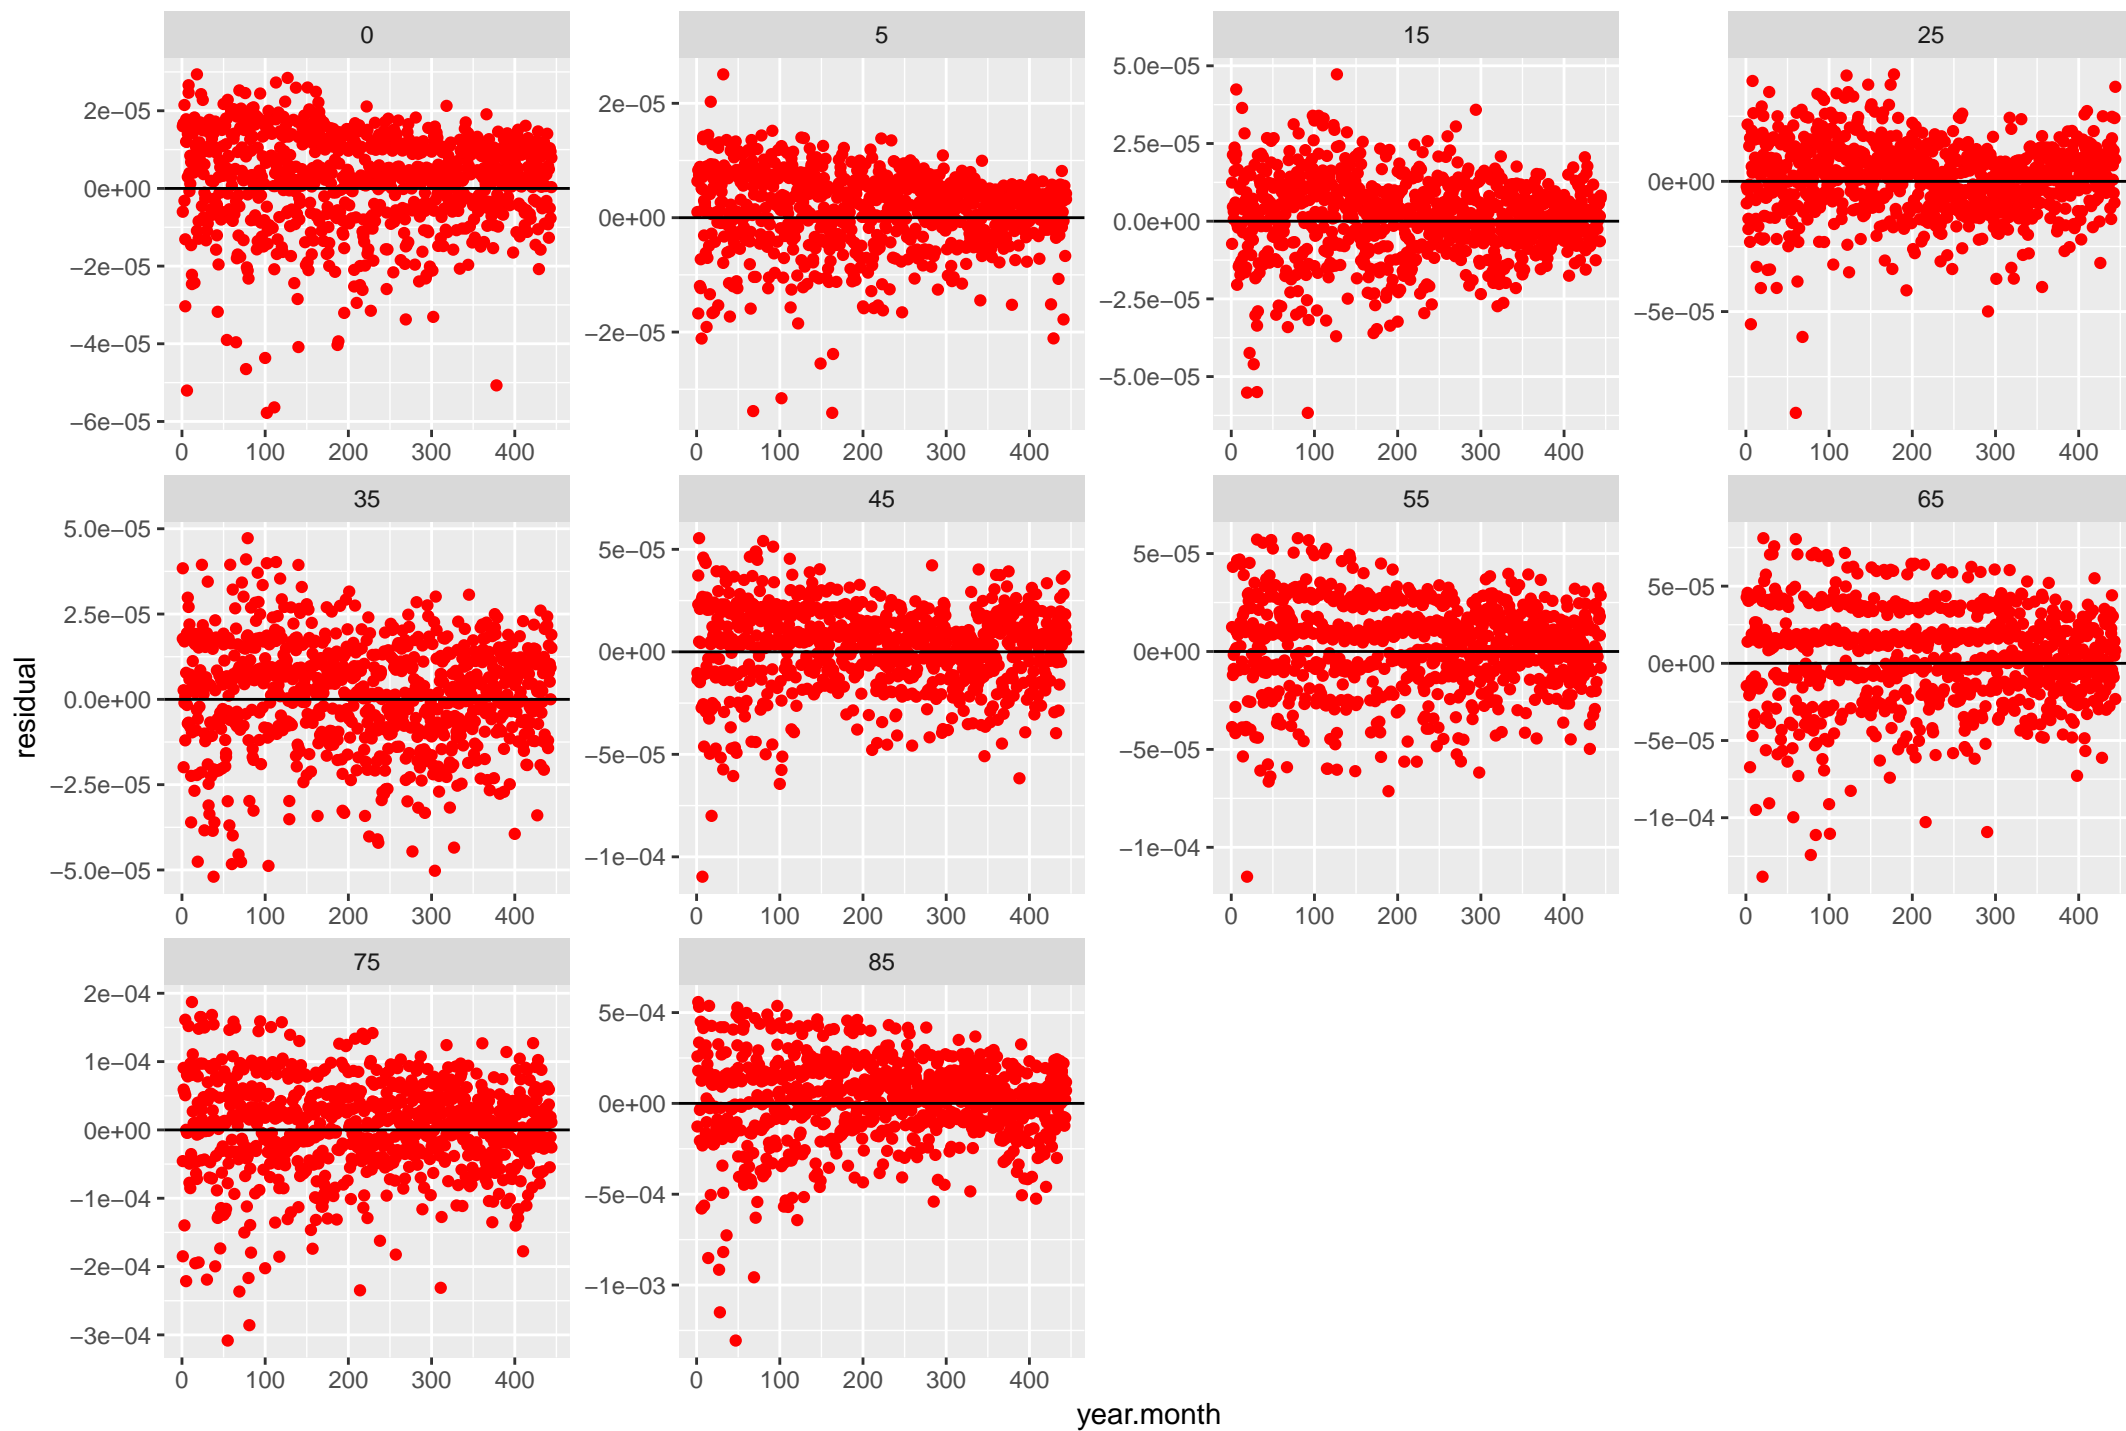 0 5 15 25
2e−05
0e+00
−2e−05
−4e−05
−6e−05
2e−05
0e+00
−2e−05
5.0e−05
2.5e−05
0.0e+00
−2.5e−05
−5.0e−05
0e+00
−5e−05
0 100 200 300 400 0 100 200 300 400 0 100 200 300 400 0 100 200 300 400
35 45 55 65
5.0e−05
2.5e−05
0.0e+00
−2.5e−05
−5.0e−05
5e−05
0e+00
−5e−05
−1e−04
5e−05
0e+00
−5e−05
−1e−04
5e−05
0e+00
−5e−05
−1e−04
0 100 200 300 400 0 100 200 300 400 0 100 200 300 400 0 100 200 300 400
75 85
2e−04
1e−04
0e+00
−1e−04
−2e−04
−3e−04
5e−04
0e+00
−5e−04
−1e−03
0 100 200 300 400 0 100 200 300 400
residual
year.month